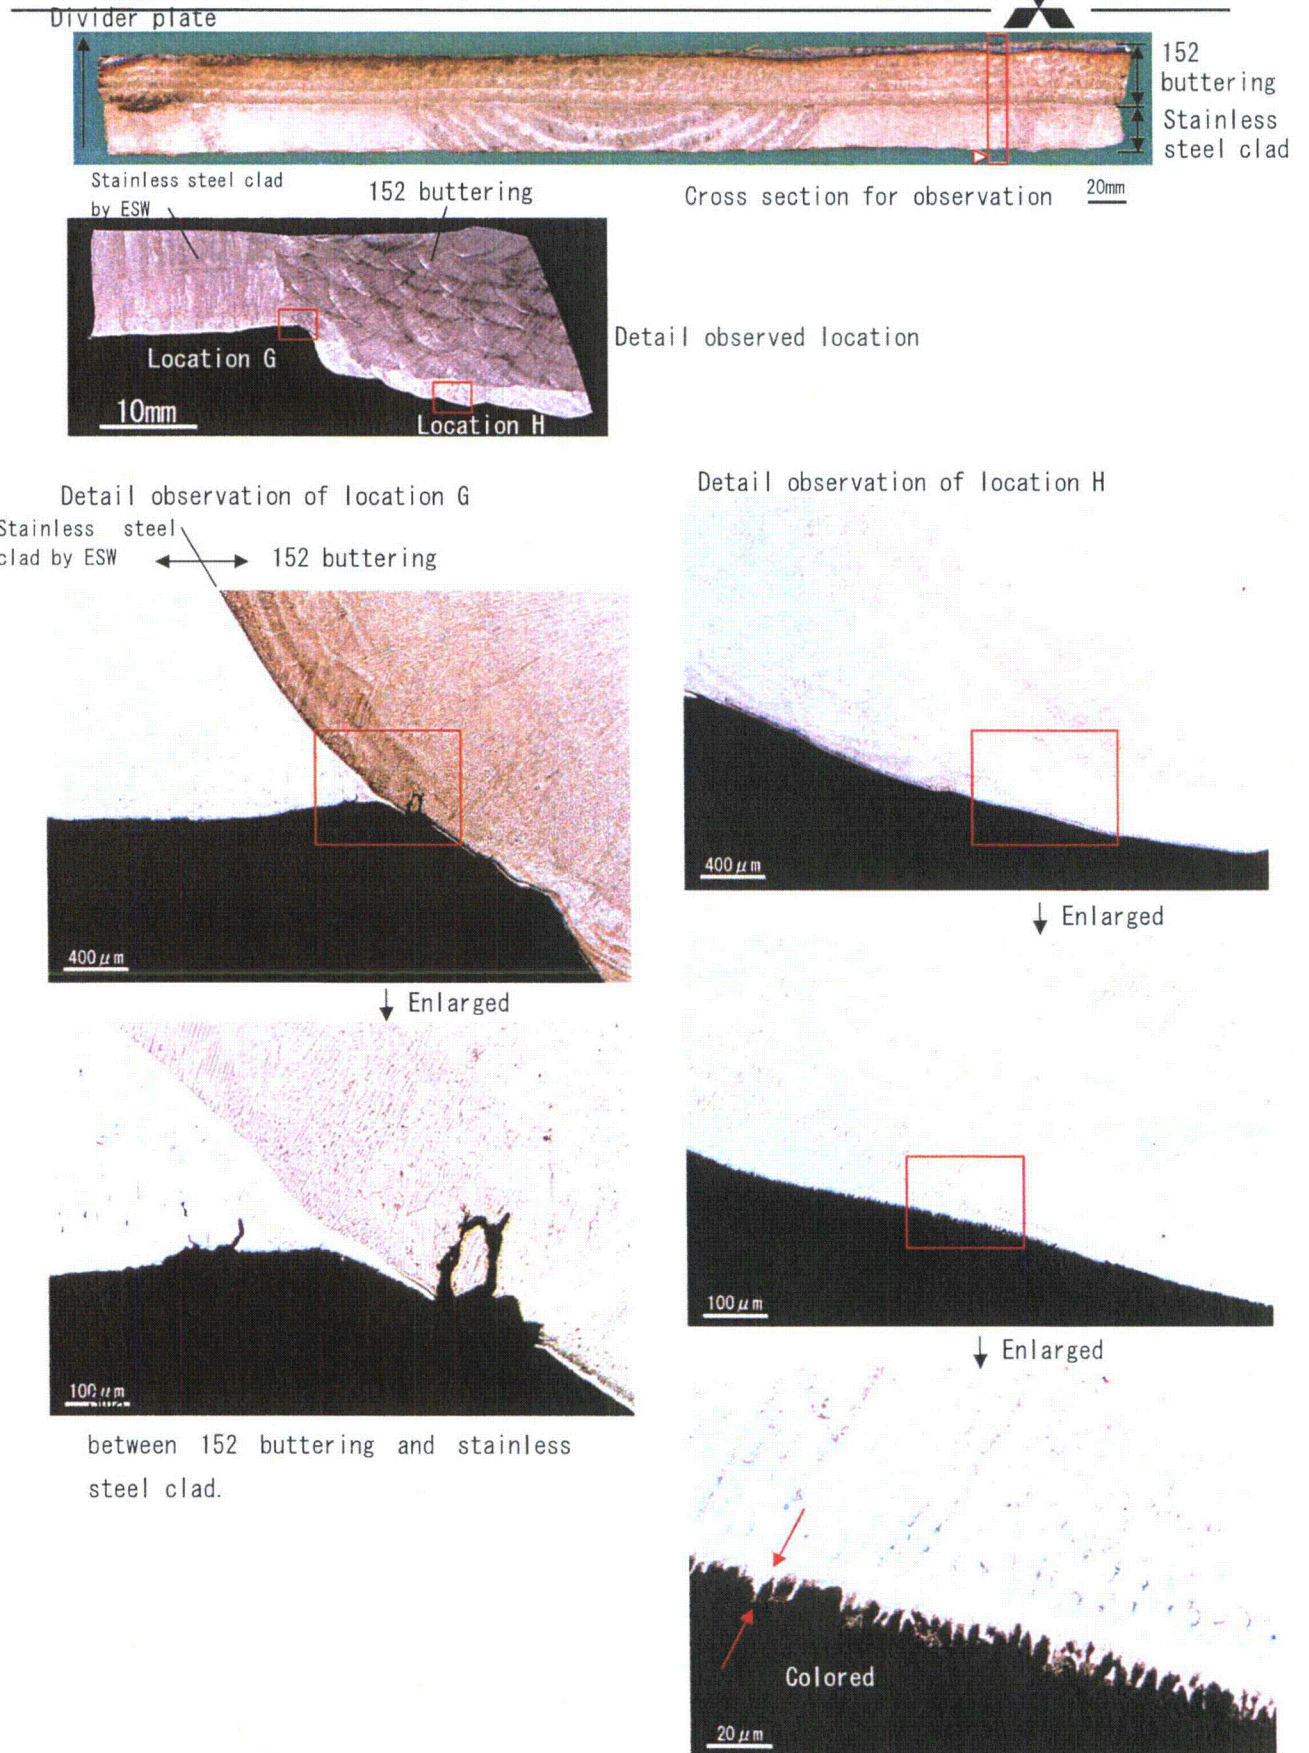 Divider plate
152
buttering
Stainless
steel clad
Stainless steel clad
by ESW
152 buttering
Cross section for observation
20mm
Location G
10mm
Location H
Detail observed location
Detail observation of location G
Stainless steel
clad by ESW
152 buttering
400μm
Enlarged
100μm
between 152 buttering and stainless
steel clad.
Detail observation of location H
400μm
Enlarged
100μm
Enlarged
Colored
20μm